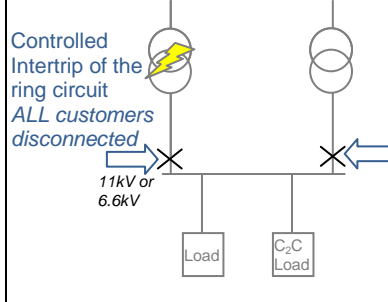 Controlled
Intertrip of the
ring circuit
ALL customers
disconnected
11kV or
6.6kV
Load
C₂C
Load